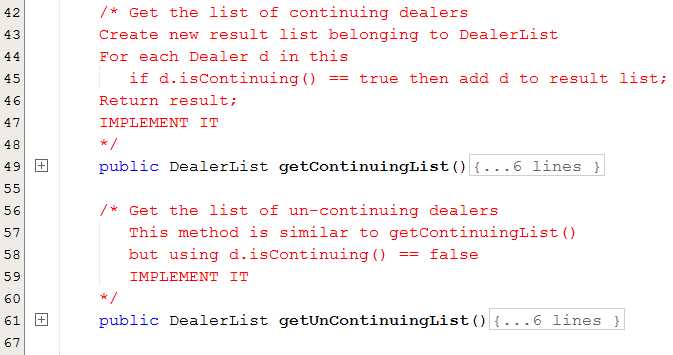 42 /* Get the list of continuing dealers
43 Create new result list belonging to DealerList
44 For each Dealer d in this
45 if d.isContinuing() == true then add d to result list;
46 Return result;
47 IMPLEMENT IT
48 */
49 public DealerList getContinuingList() {...6 lines }
55
56 /* Get the list of un-continuing dealers
57 This method is similar to getContinuingList()
58 but using d.isContinuing() == false
59 IMPLEMENT IT
60 */
61 public DealerList getUnContinuingList() {...6 lines }
67